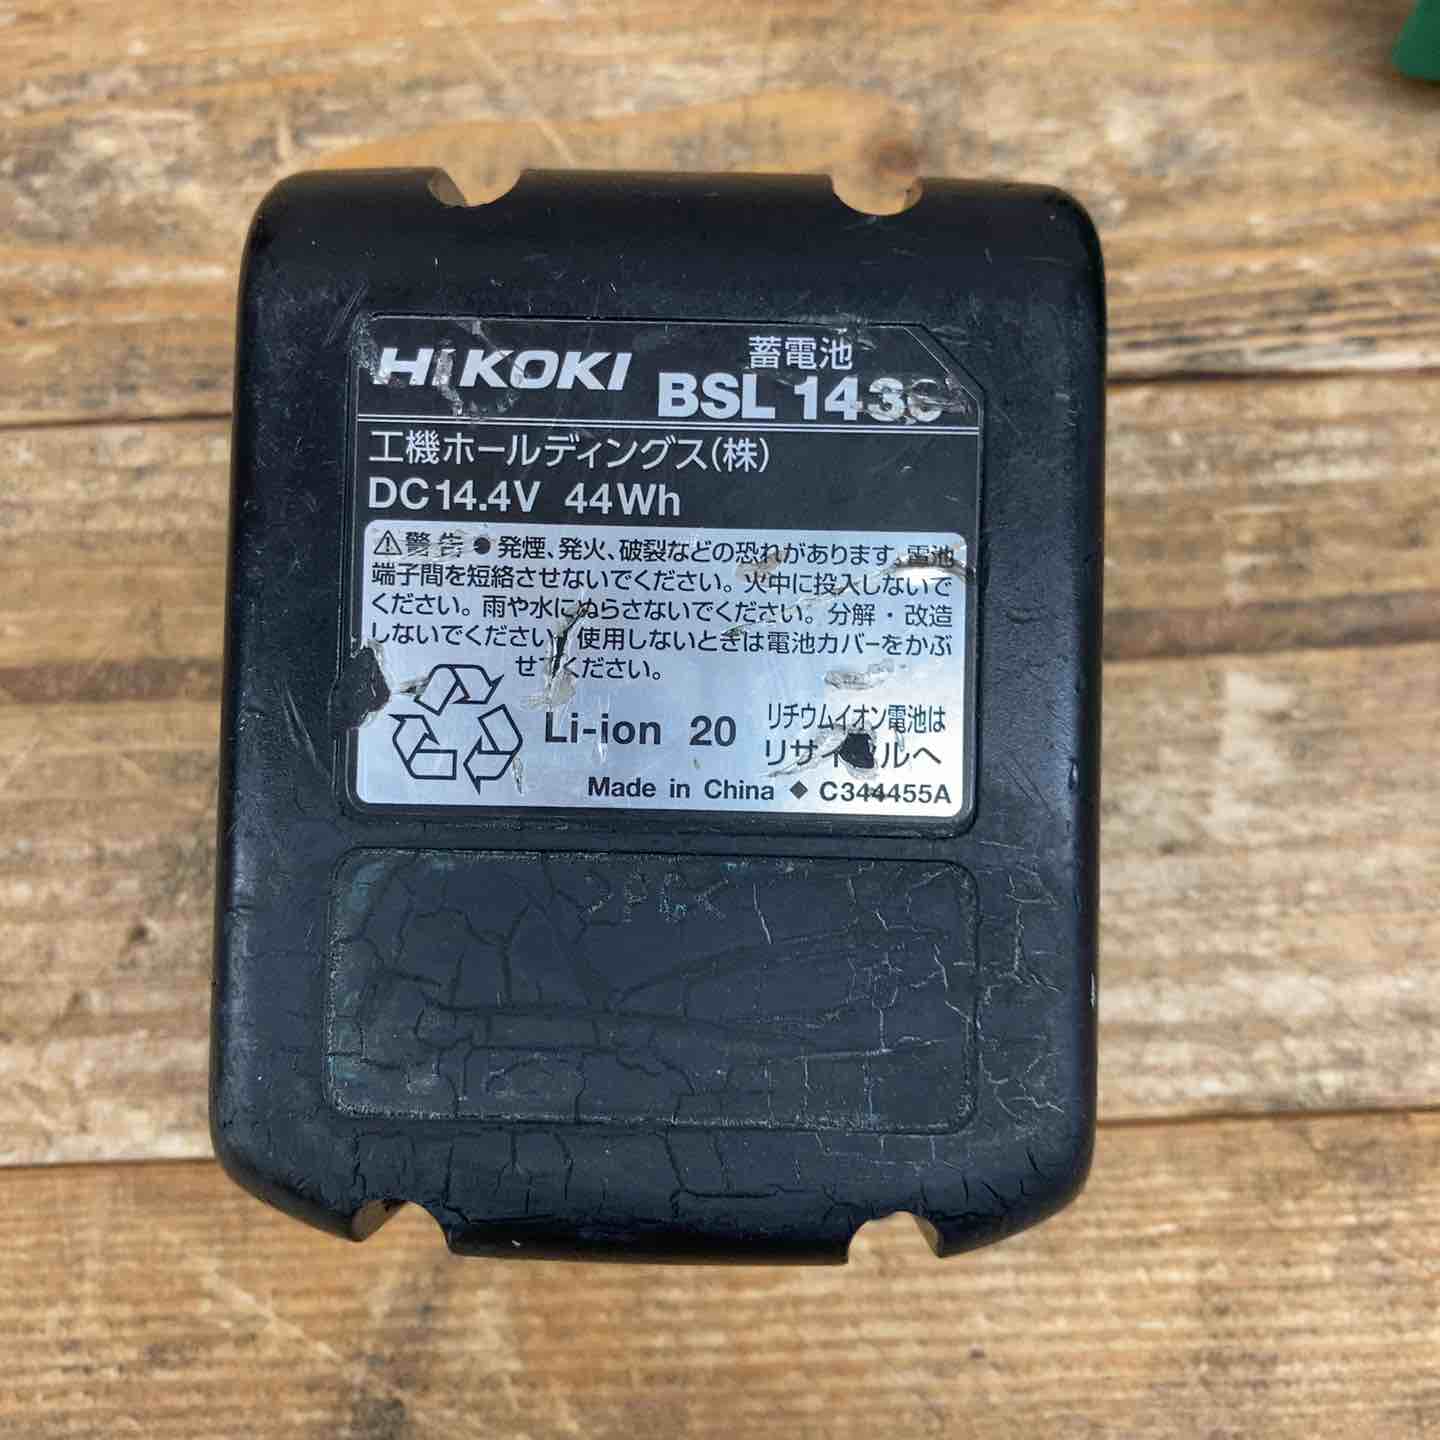 HiKOKI
蓄電池
BSL 1430
工機ホールディングス(株)
DC14.4V 44Wh
⚠警告 ●発煙、発火、破裂などの恐れがあります。電池
端子間を短絡させないでください。火中に投入しないで
ください。雨や水にぬらさないでください。分解・改造
しないでください。使用しないときは電池カバーをかぶ
せてください。
Li-ion 20
リチウムイオン電池は
リサイクルへ
Made in China ◆ C344455A